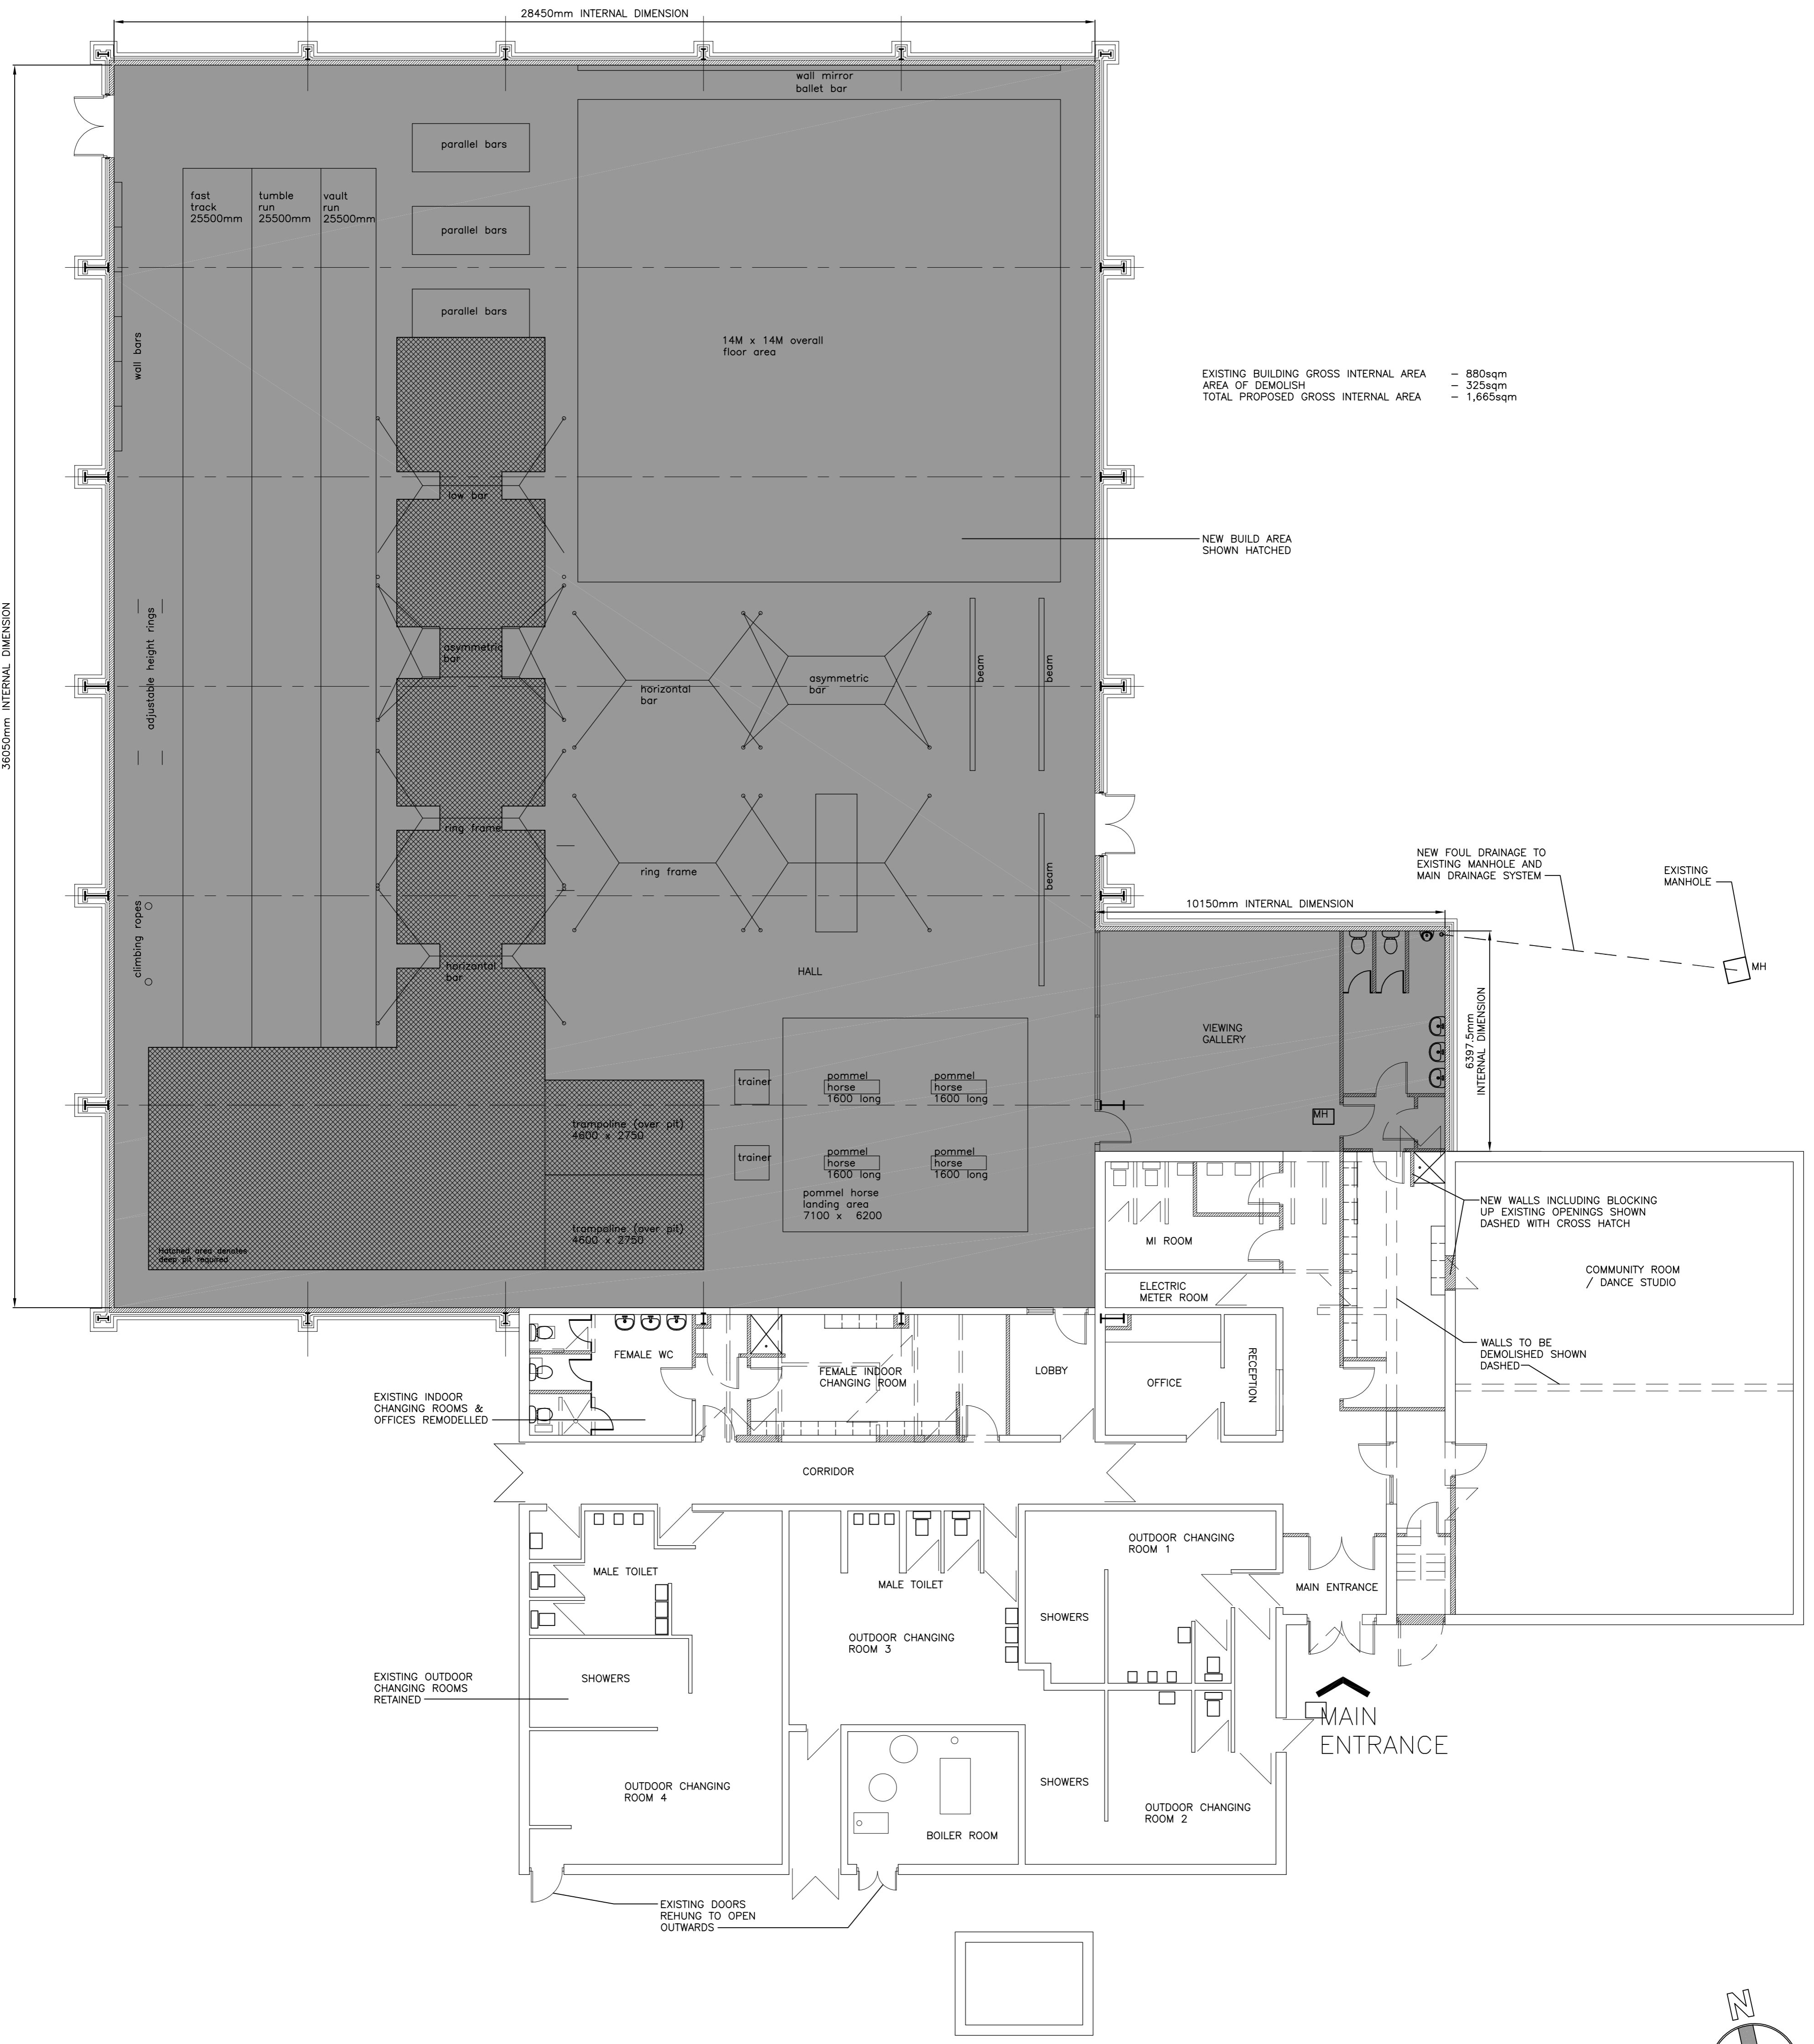 28450mm INTERNAL DIMENSION
wall mirror
ballet bar
parallel bars
fast
track
25500mm
tumble
run
25500mm
vault
run
25500mm
parallel bars
parallel bars
wall bars
14M x 14M overall
floor area
EXISTING BUILDING GROSS INTERNAL AREA – 880sqm
AREA OF DEMOLISH – 325sqm
TOTAL PROPOSED GROSS INTERNAL AREA – 1,665sqm
low bar
NEW BUILD AREA
SHOWN HATCHED
36050mm INTERNAL DIMENSION
adjustable height rings
asymmetric
bar
horizontal
bar
asymmetric
bar
beam
beam
ring frame
ring frame
beam
NEW FOUL DRAINAGE TO
EXISTING MANHOLE AND
MAIN DRAINAGE SYSTEM
EXISTING
MANHOLE
10150mm INTERNAL DIMENSION
climbing ropes
horizontal
bar
HALL
MH
VIEWING
GALLERY
6397.5mm
INTERNAL DIMENSION
trainer
pommel
horse
1600 long
pommel
horse
1600 long
MH
trampoline (over pit)
4600 x 2750
trainer
pommel
horse
1600 long
pommel
horse
1600 long
pommel horse
landing area
7100 x 6200
trampoline (over pit)
4600 x 2750
Hatched area denotes
deep pit required
NEW WALLS INCLUDING BLOCKING
UP EXISTING OPENINGS SHOWN
DASHED WITH CROSS HATCH
MI ROOM
COMMUNITY ROOM
/ DANCE STUDIO
ELECTRIC
METER ROOM
WALLS TO BE
DEMOLISHED SHOWN
DASHED
FEMALE WC
FEMALE INDOOR
CHANGING ROOM
LOBBY
OFFICE
RECEPTION
EXISTING INDOOR
CHANGING ROOMS &
OFFICES REMODELLED
CORRIDOR
OUTDOOR CHANGING
ROOM 1
MALE TOILET
MALE TOILET
MAIN ENTRANCE
SHOWERS
OUTDOOR CHANGING
ROOM 3
EXISTING OUTDOOR
CHANGING ROOMS
RETAINED
SHOWERS
MAIN
ENTRANCE
OUTDOOR CHANGING
ROOM 4
SHOWERS
OUTDOOR CHANGING
ROOM 2
BOILER ROOM
EXISTING DOORS
REHUNG TO OPEN
OUTWARDS
N